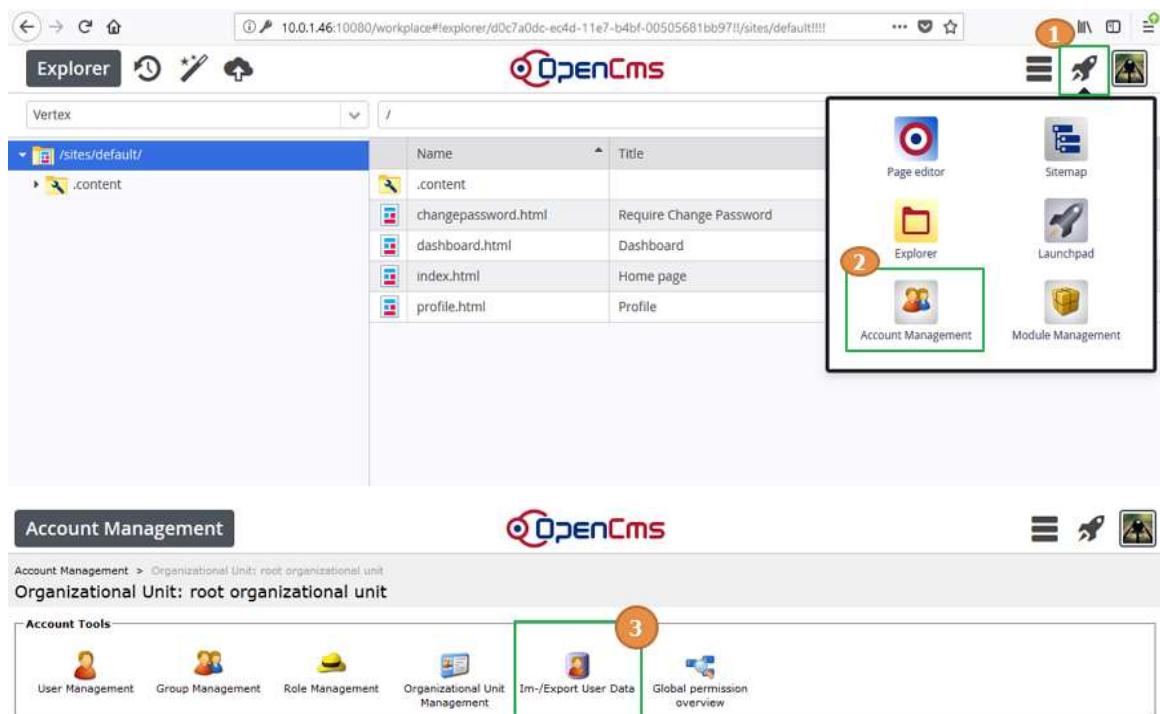 10.0.1.46:10080/workplace#!explorer/d0c7a0dc-ec4d-11e7-b4bf-00505681bb97!!/sites/default!!!!
1
Explorer
OpenCms
Vertex
/
/sites/default/
.content
Name
Title
.content
changepassword.html
Require Change Password
dashboard.html
Dashboard
index.html
Home page
profile.html
Profile
Page editor
Sitemap
Explorer
Launchpad
2
Account Management
Module Management
Account Management
OpenCms
Account Management > Organizational Unit: root organizational unit
Organizational Unit: root organizational unit
Account Tools
3
User Management
Group Management
Role Management
Organizational Unit
Management
Im-/Export User Data
Global permission
overview